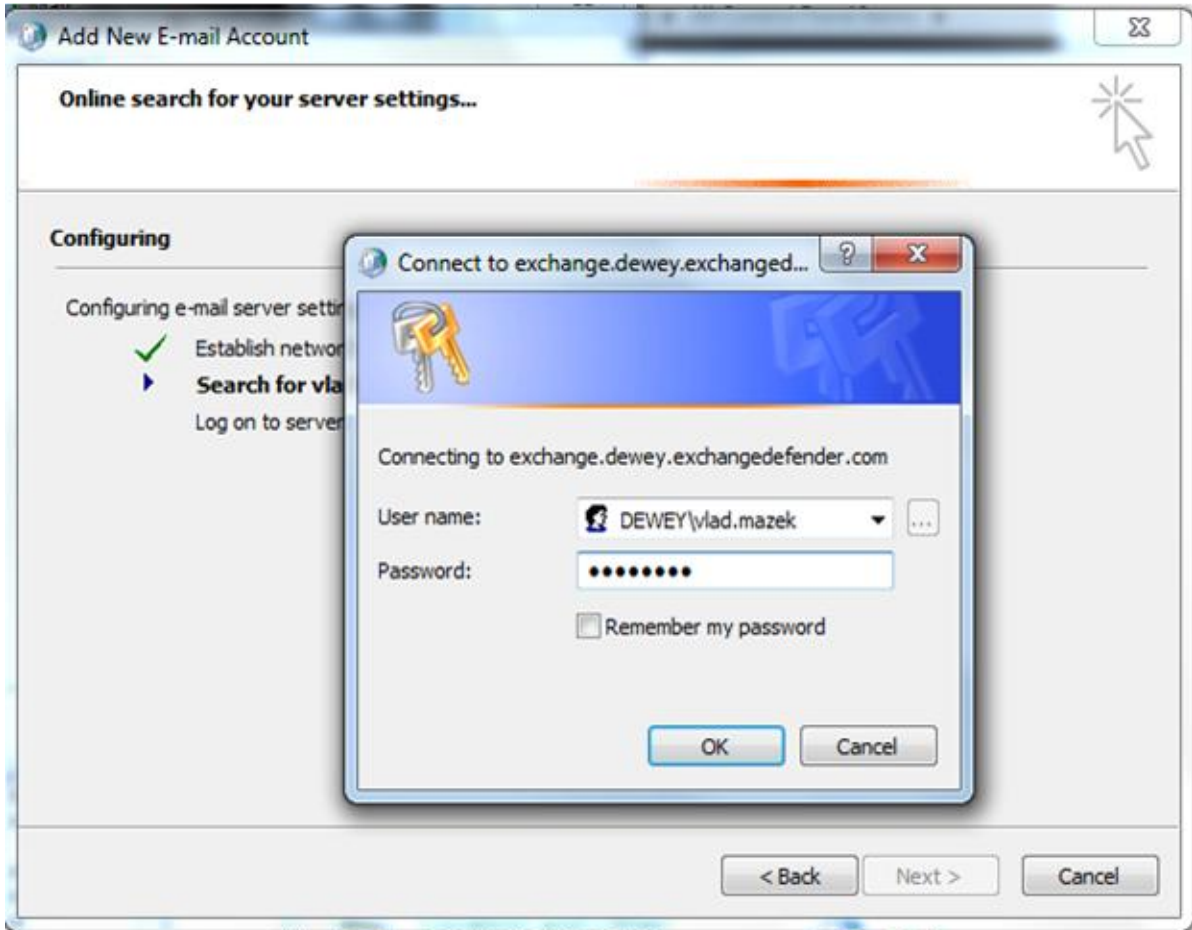 Add New E-mail Account
Online search for your server settings...
Configuring
Configuring e-mail server settin
Establish networ
Search for vla
Log on to server
Connect to exchange.dewey.exchanged...
Connecting to exchange.dewey.exchangedefender.com
User name:
DEWEY\vlad.mazek
...
Password:
••••••••
Remember my password
OK
Cancel
< Back
Next >
Cancel